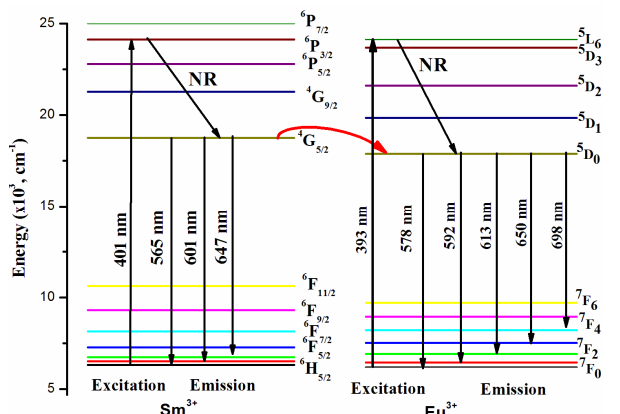 Energy (x10³, cm⁻¹)
25
20
15
10
5
⁶P₇/₂
⁶P₃/₂
⁶P₅/₂
⁴G₉/₂
⁴G₅/₂
⁶F₁₁/₂
⁶F₉/₂
⁶F₇/₂
⁶F₅/₂
⁶H₅/₂
NR
401 nm
565 nm
601 nm
647 nm
Excitation
Emission
Sm³⁺
⁵L₆
⁵D₃
⁵D₂
⁵D₁
⁵D₀
⁷F₆
⁷F₄
⁷F₂
⁷F₀
NR
393 nm
578 nm
592 nm
613 nm
650 nm
698 nm
Excitation
Emission
Eu³⁺